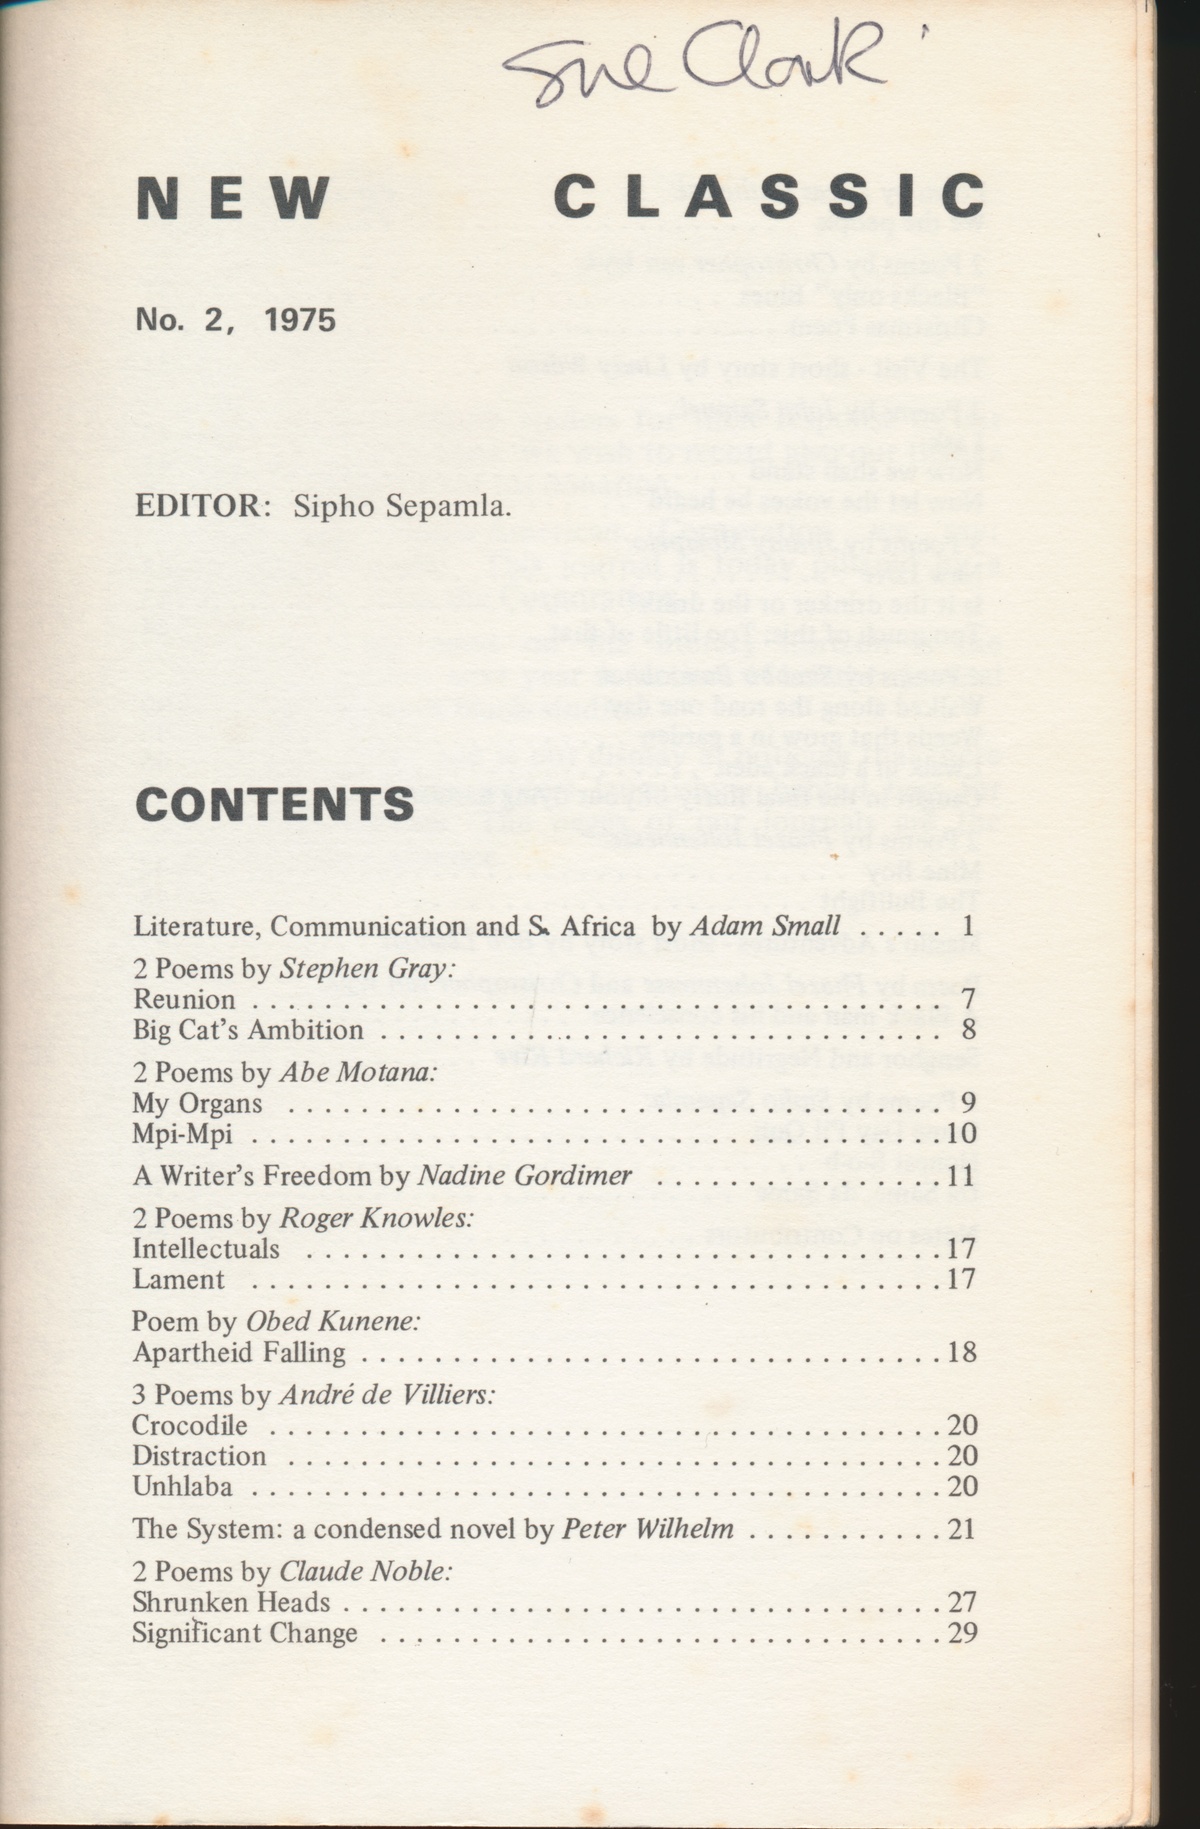 Sue Clark
NEW CLASSIC
No. 2, 1975
EDITOR: Sipho Sepamla.
CONTENTS
Literature, Communication and S. Africa by Adam Small ..... 1
2 Poems by Stephen Gray:
Reunion ..... 7
Big Cat's Ambition ..... 8
2 Poems by Abe Motana:
My Organs ..... 9
Mpi-Mpi ..... 10
A Writer's Freedom by Nadine Gordimer ..... 11
2 Poems by Roger Knowles:
Intellectuals ..... 17
Lament ..... 17
Poem by Obed Kunene:
Apartheid Falling ..... 18
3 Poems by André de Villiers:
Crocodile ..... 20
Distraction ..... 20
Unhlaba ..... 20
The System: a condensed novel by Peter Wilhelm ..... 21
2 Poems by Claude Noble:
Shrunken Heads ..... 27
Significant Change ..... 29